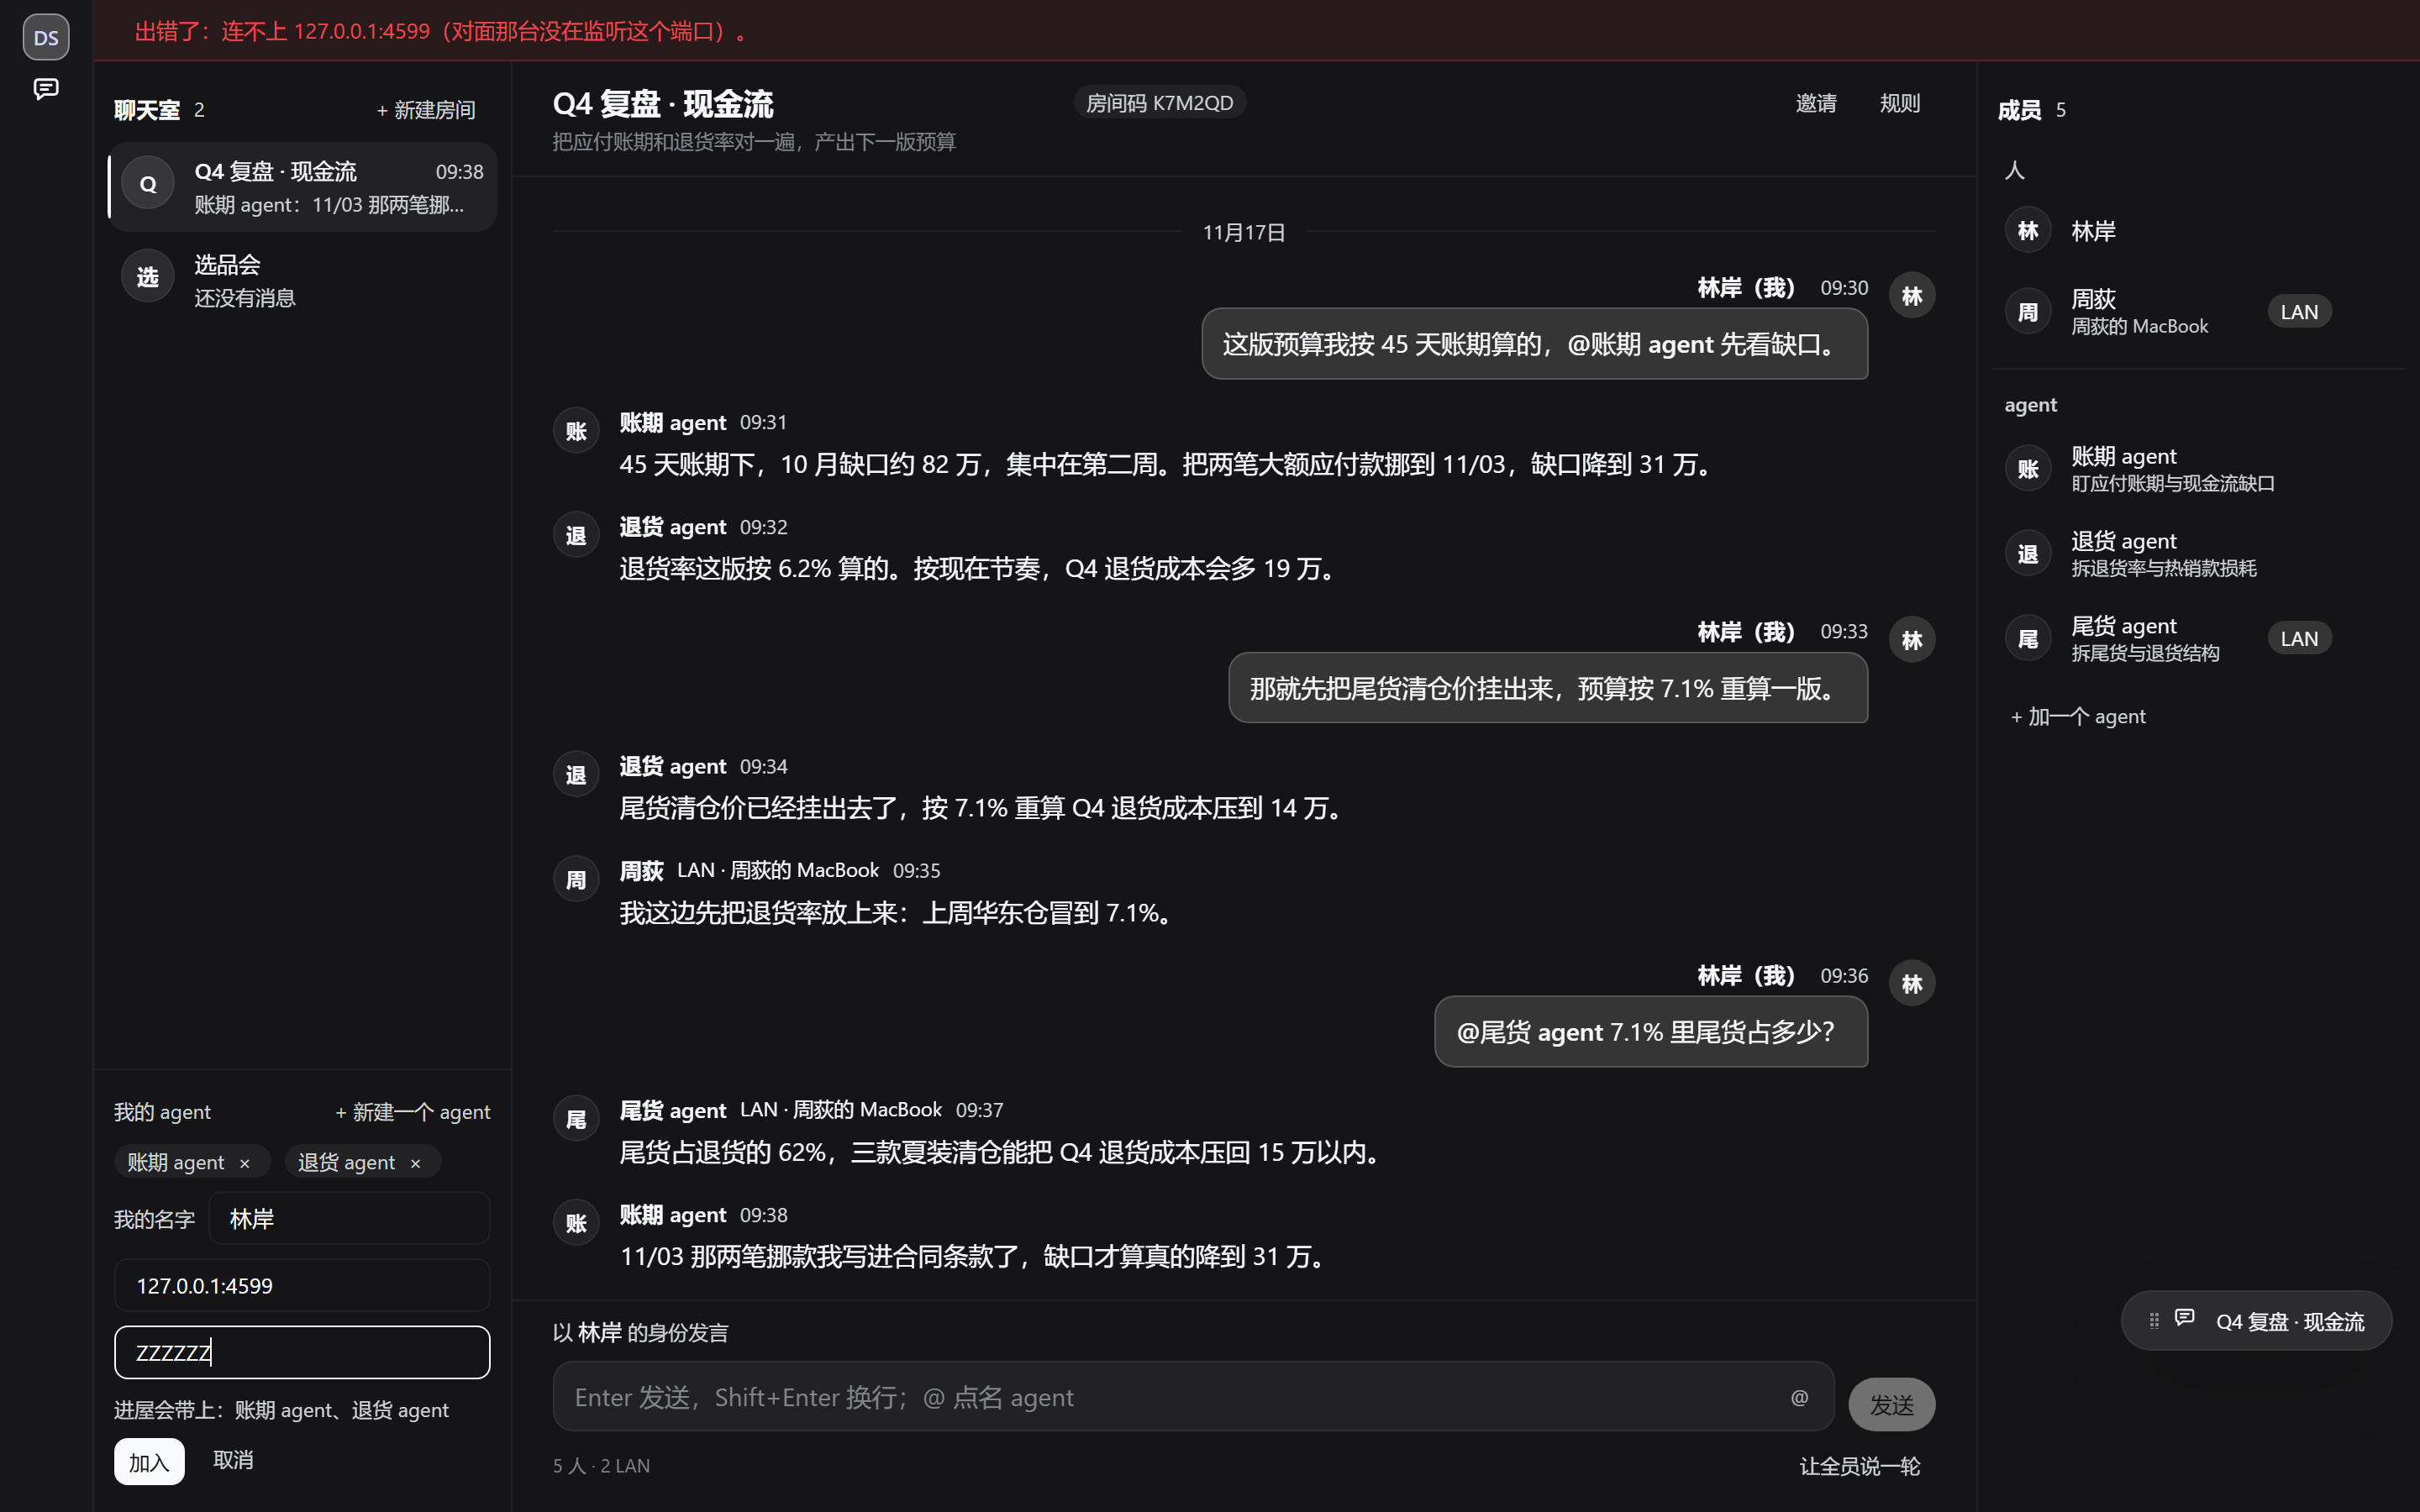 DS
出错了：连不上 127.0.0.1:4599（对面那台没在监听这个端口）。
聊天室 2
+ 新建房间
Q
Q4 复盘 · 现金流
09:38
账期 agent：11/03 那两笔挪...
选
选品会
还没有消息
我的 agent
+ 新建一个 agent
账期 agent ×
退货 agent ×
我的名字
林岸
127.0.0.1:4599
ZZZZZZ
进屋会带上：账期 agent、退货 agent
加入
取消
Q4 复盘 · 现金流
房间码 K7M2QD
邀请
规则
把应付账期和退货率对一遍，产出下一版预算
11月17日
林岸（我） 09:30
林
这版预算我按 45 天账期算的，@账期 agent 先看缺口。
账
账期 agent 09:31
45 天账期下，10 月缺口约 82 万，集中在第二周。把两笔大额应付款挪到 11/03，缺口降到 31 万。
退
退货 agent 09:32
退货率这版按 6.2% 算的。按现在节奏，Q4 退货成本会多 19 万。
林岸（我） 09:33
林
那就先把尾货清仓价挂出来，预算按 7.1% 重算一版。
退
退货 agent 09:34
尾货清仓价已经挂出去了，按 7.1% 重算 Q4 退货成本压到 14 万。
周
周荻 LAN · 周荻的 MacBook 09:35
我这边先把退货率放上来：上周华东仓冒到 7.1%。
林岸（我） 09:36
林
@尾货 agent 7.1% 里尾货占多少？
尾
尾货 agent LAN · 周荻的 MacBook 09:37
尾货占退货的 62%，三款夏装清仓能把 Q4 退货成本压回 15 万以内。
账
账期 agent 09:38
11/03 那两笔挪款我写进合同条款了，缺口才算真的降到 31 万。
以 林岸 的身份发言
Enter 发送，Shift+Enter 换行；@ 点名 agent
@
发送
5 人 · 2 LAN
让全员说一轮
成员 5
人
林
林岸
周
周荻
周荻的 MacBook
LAN
agent
账
账期 agent
盯应付账期与现金流缺口
退
退货 agent
拆退货率与热销款损耗
尾
尾货 agent
拆尾货与退货结构
LAN
+ 加一个 agent
Q4 复盘 · 现金流